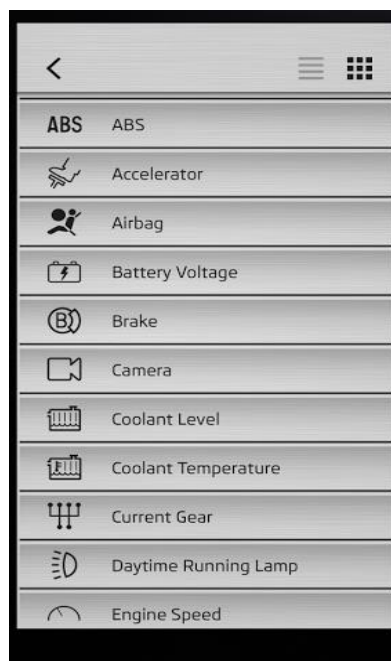 ABS ABS
Accelerator
Airbag
Battery Voltage
B Brake
Camera
Coolant Level
Coolant Temperature
Current Gear
Daytime Running Lamp
Engine Speed